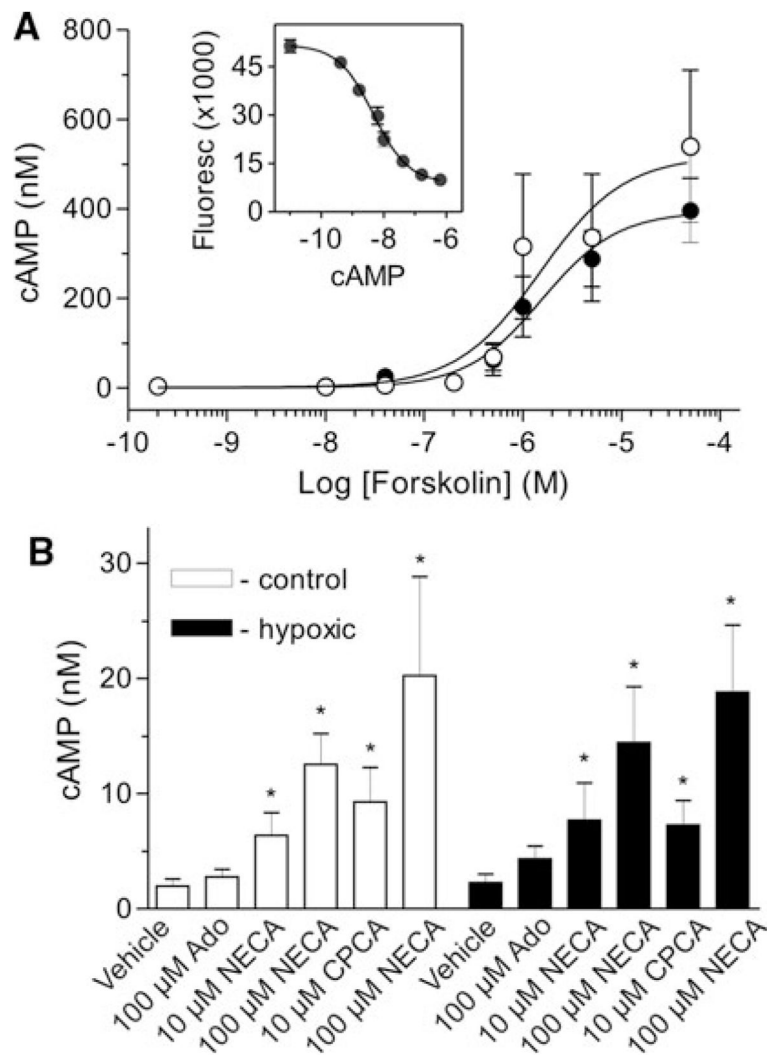 A
800
600
400
200
0
cAMP (nM)
Fluoresc (x1000)
45
30
15
0
-10
-8
-6
cAMP
-10
-9
-8
-7
-6
-5
-4
Log [Forskolin] (M)
B
30
20
10
0
cAMP (nM)
- control
- hypoxic
*
*
*
*
*
*
*
*
Vehicle
100 µM Ado
10 µM NECA
100 µM NECA
10 µM CPCA
100 µM NECA
Vehicle
100 µM Ado
10 µM NECA
100 µM NECA
10 µM CPCA
100 µM NECA